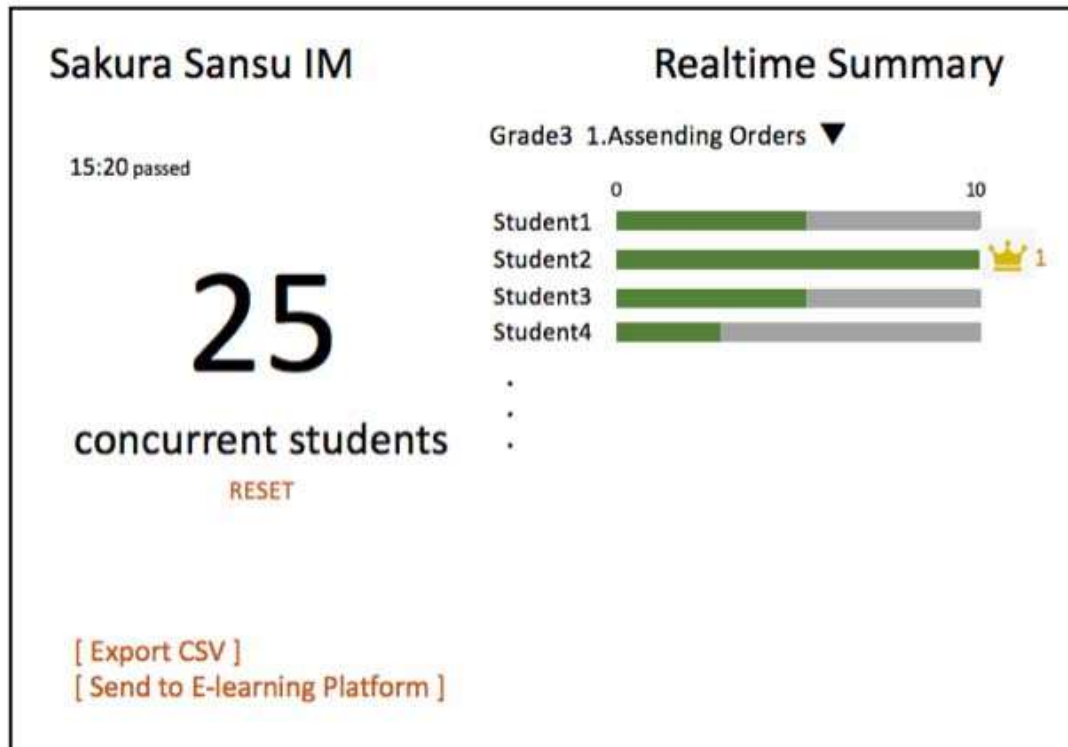 Sakura Sansu IM
Realtime Summary
15:20 passed
25
concurrent students
RESET
[ Export CSV ]
[ Send to E-learning Platform ]
Grade3 1.Assending Orders ▼
0 10
Student1
Student2 1
Student3
Student4